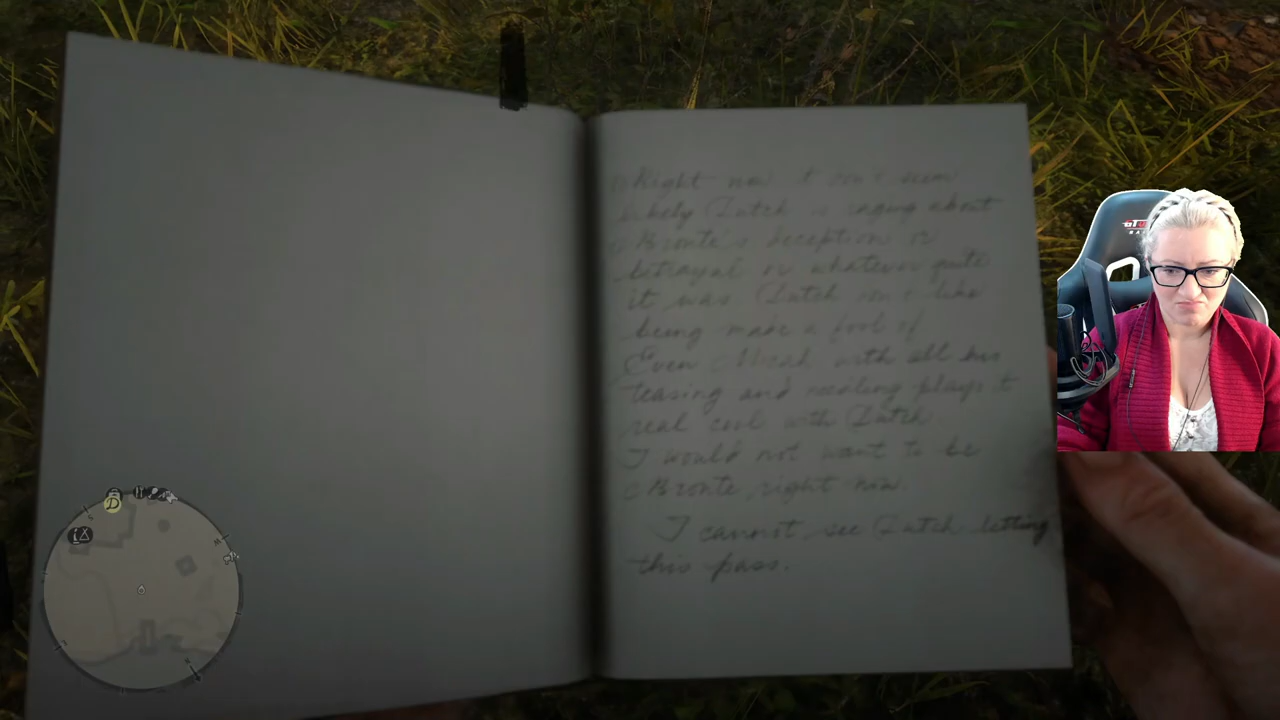 Right now it don't seem
likely Dutch is raging about
Bronte's deception or
betrayal or whatever quite
it was. Dutch don't like
being made a fool of
Even Micah with all his
teasing and needling plays it
real cool with Dutch.
I would not want to be
Bronte right now.
I cannot see Dutch letting
this pass.
D